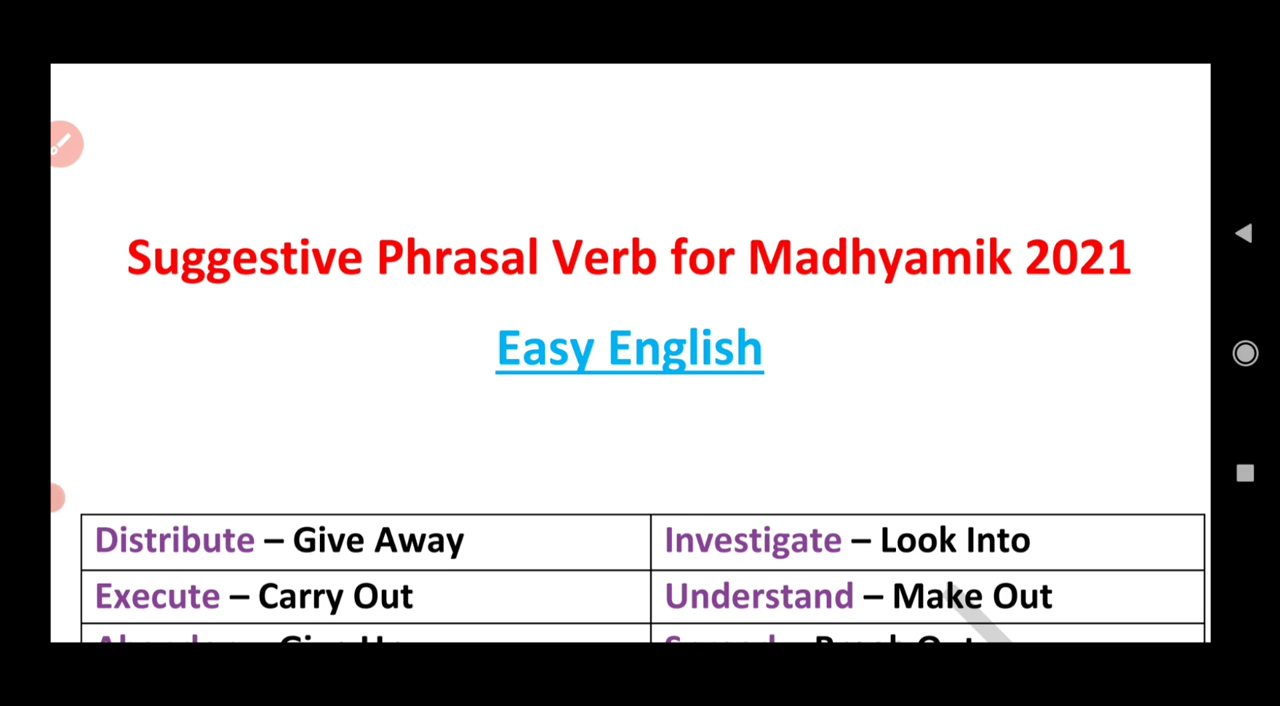 Suggestive Phrasal Verb for Madhyamik 2021
Easy English
Distribute – Give Away
Investigate – Look Into
Execute – Carry Out
Understand – Make Out